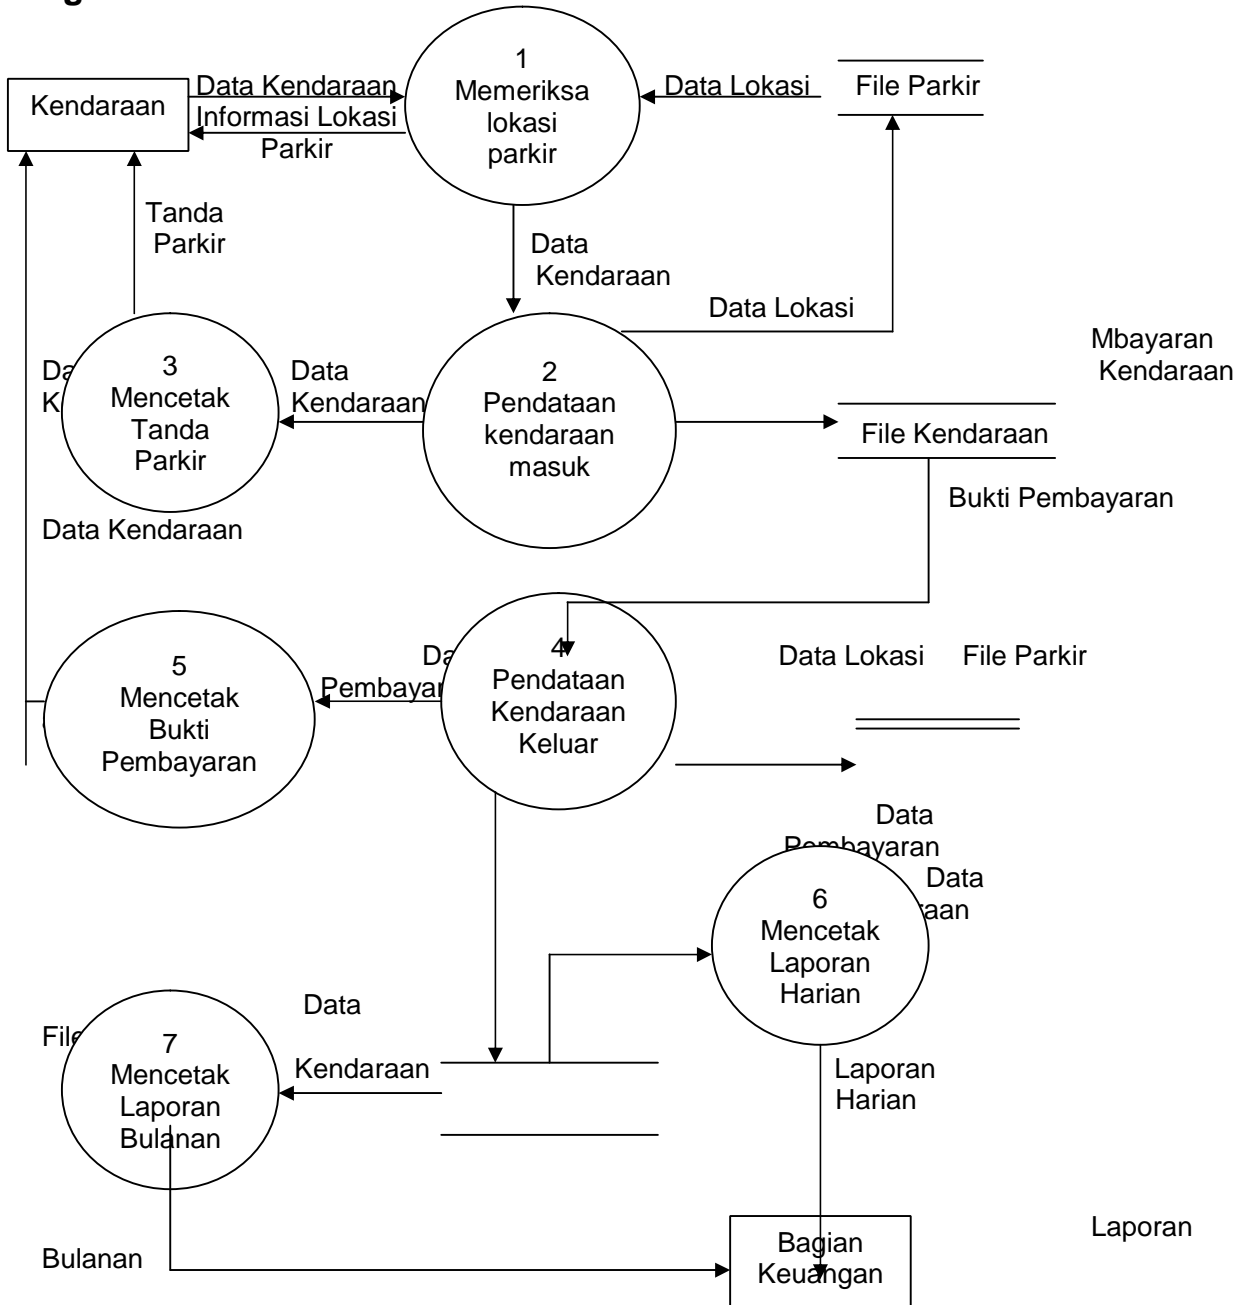 1
Memeriksa
lokasi
parkir
Kendaraan
Data Kendaraan
Informasi Lokasi
Parkir
Data Lokasi
File Parkir
Tanda
Parkir
Data
Kendaraan
Data Lokasi
Mbayaran
Kendaraan
3
Mencetak
Tanda
Parkir
Data
Kendaraan
2
Pendataan
kendaraan
masuk
File Kendaraan
Bukti Pembayaran
Data Kendaraan
5
Mencetak
Bukti
Pembayaran
4
Pendataan
Kendaraan
Keluar
Data Lokasi
File Parkir
Data
Pembayaran
Data
6
Mencetak
Laporan
Harian
Data
Kendaraan
File
7
Mencetak
Laporan
Bulanan
Laporan
Harian
Laporan
Bulanan
Bagian
Keuangan